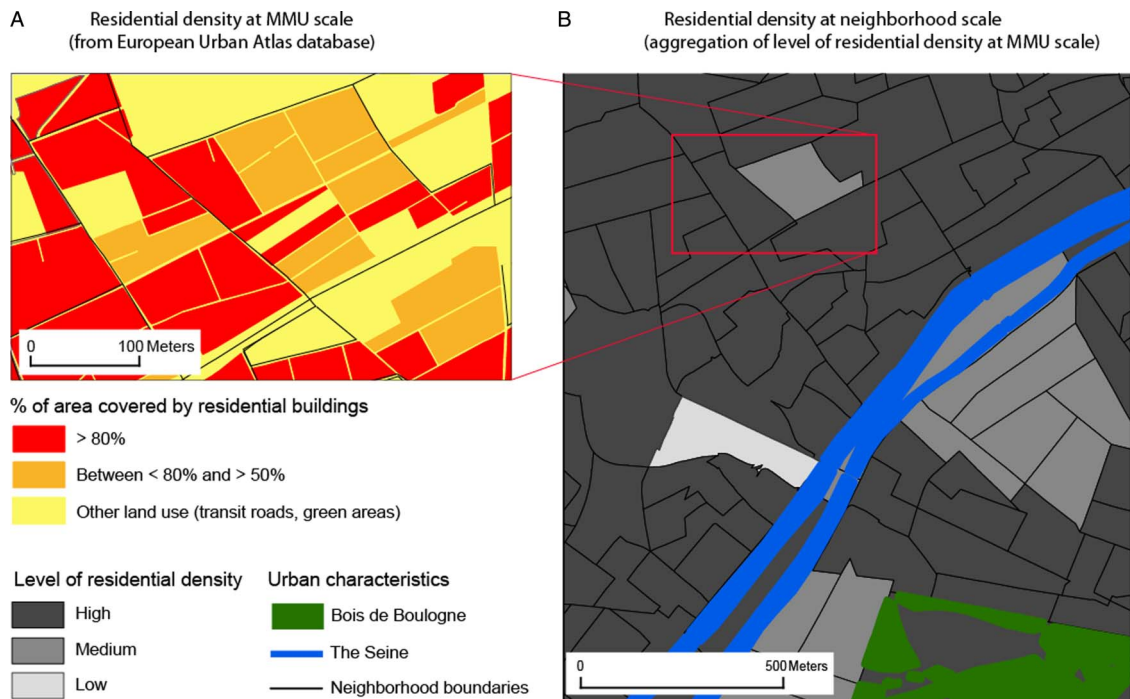 A
Residential density at MMU scale
(from European Urban Atlas database)
B
Residential density at neighborhood scale
(aggregation of level of residential density at MMU scale)
0 100 Meters
% of area covered by residential buildings
> 80%
Between < 80% and > 50%
Other land use (transit roads, green areas)
Level of residential density
High
Medium
Low
Urban characteristics
Bois de Boulogne
The Seine
Neighborhood boundaries
0 500 Meters